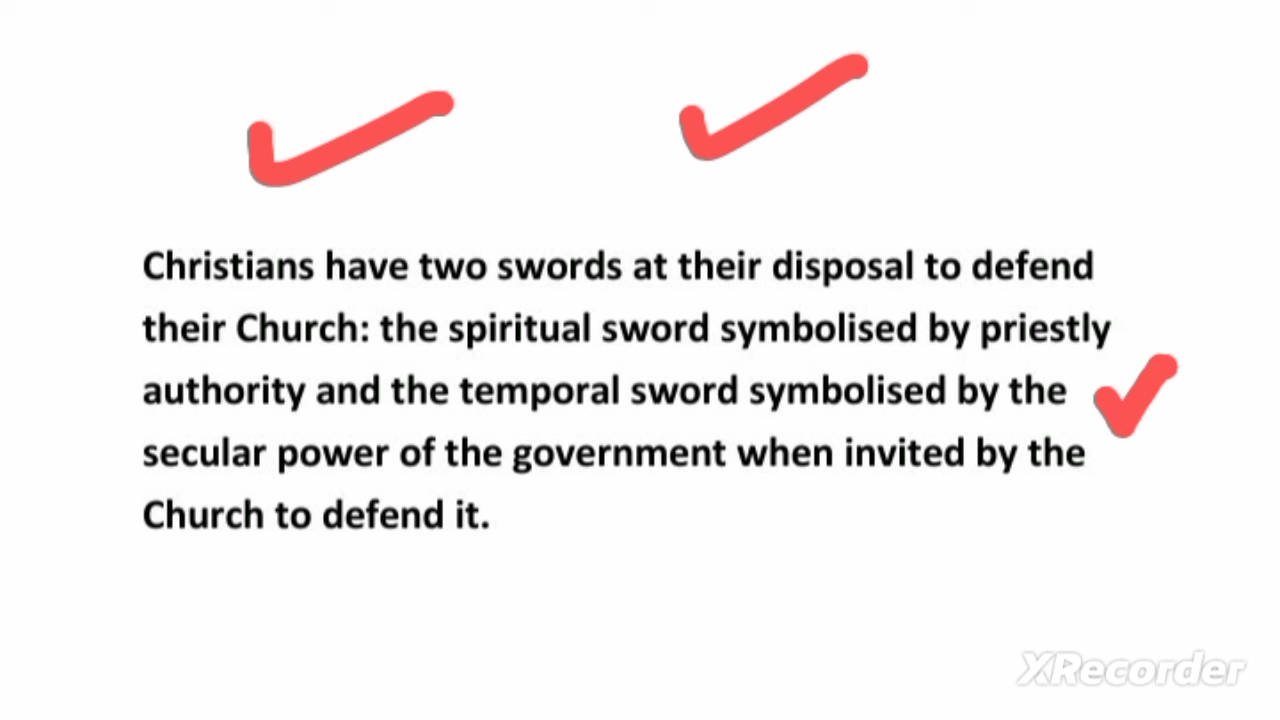 Christians have two swords at their disposal to defend
their Church: the spiritual sword symbolised by priestly
authority and the temporal sword symbolised by the
secular power of the government when invited by the
Church to defend it.
XRecorder